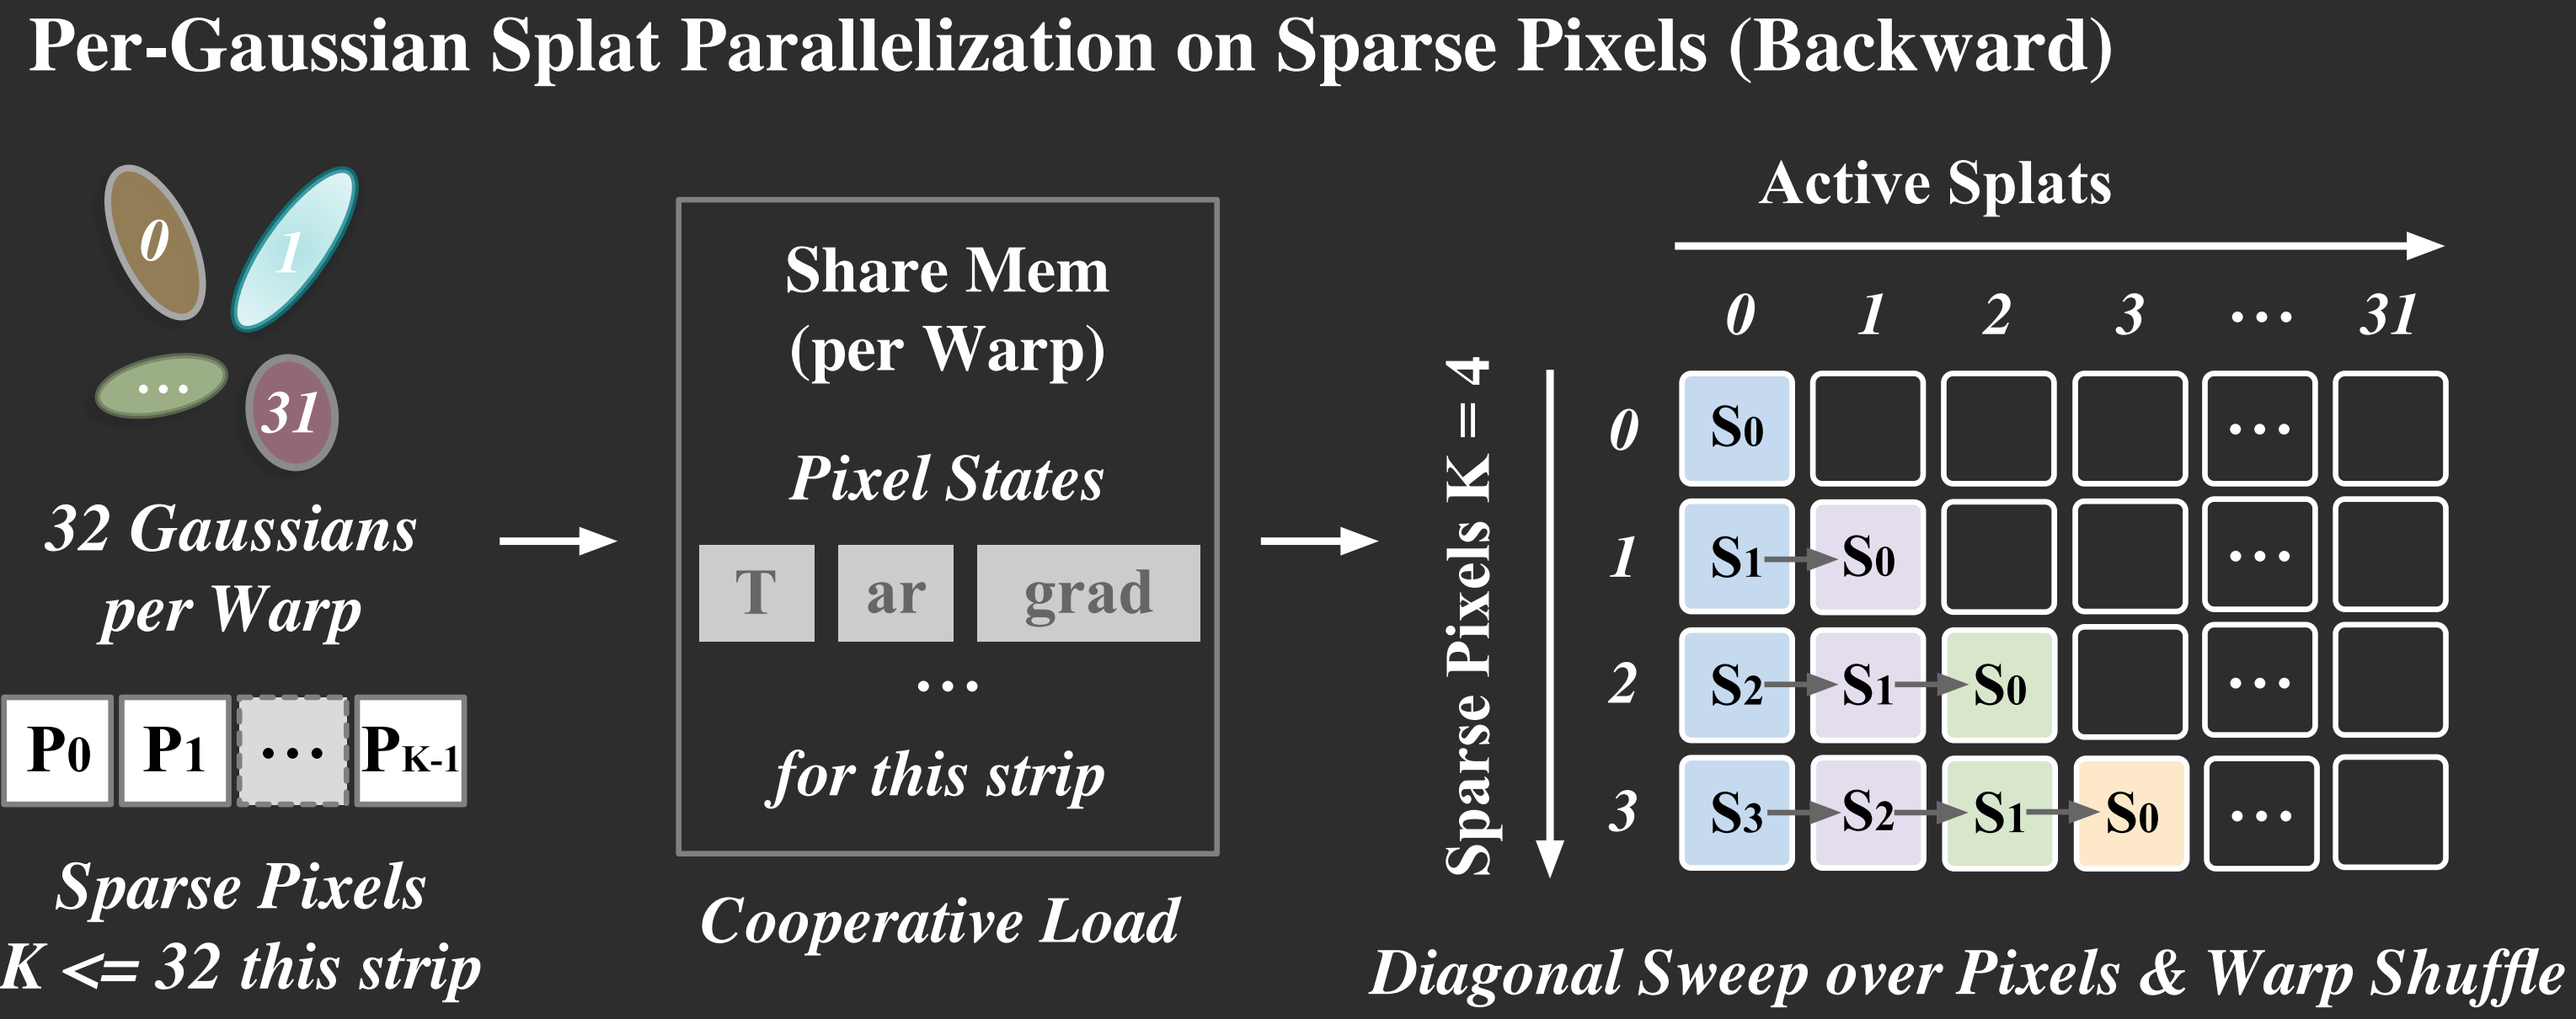 Per-Gaussian Splat Parallelization on Sparse Pixels (Backward)
0
1
...
31
32 Gaussians
per Warp
P0 P1 ... PK-1
Sparse Pixels
K <= 32 this strip
Share Mem
(per Warp)
Pixel States
T ar grad
...
for this strip
Cooperative Load
Active Splats
0 1 2 3 ... 31
Sparse Pixels K = 4
0 S0 ...
1 S1 S0 ...
2 S2 S1 S0 ...
3 S3 S2 S1 S0 ...
Diagonal Sweep over Pixels & Warp Shuffle